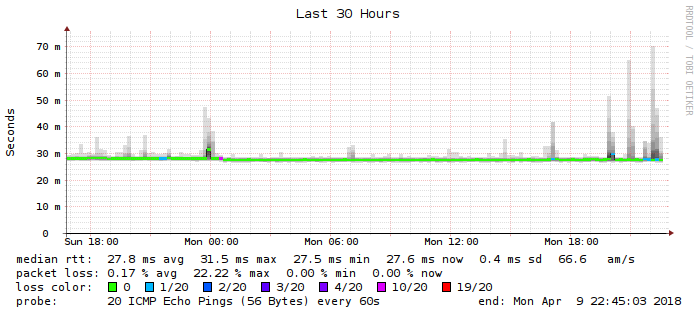 Last 30 Hours
RRDTOOL / TOBI OETIKER
Seconds
70 m
60 m
50 m
40 m
30 m
20 m
10 m
0
Sun 18:00 Mon 00:00 Mon 06:00 Mon 12:00 Mon 18:00
median rtt: 27.8 ms avg 31.5 ms max 27.5 ms min 27.6 ms now 0.4 ms sd 66.6 am/s
packet loss: 0.17 % avg 22.22 % max 0.00 % min 0.00 % now
loss color: 0 1/20 2/20 3/20 4/20 10/20 19/20
probe: 20 ICMP Echo Pings (56 Bytes) every 60s end: Mon Apr 9 22:45:03 2018